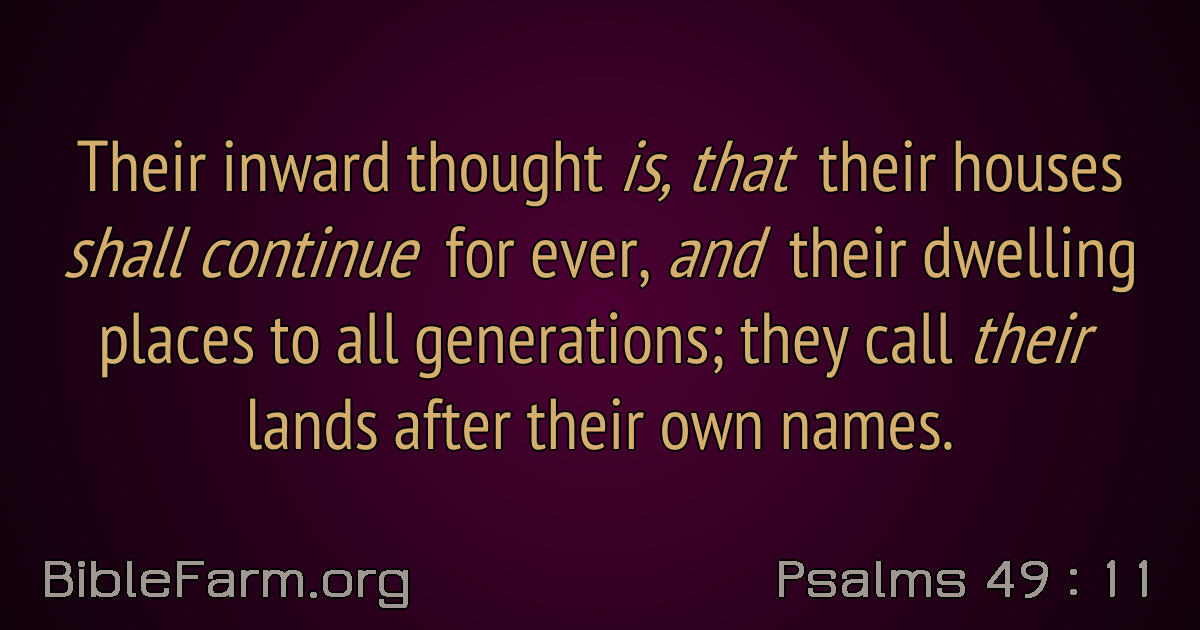 Their inward thought is, that their houses
shall continue for ever, and their dwelling
places to all generations; they call their
lands after their own names.
BibleFarm.org
Psalms 49 : 11